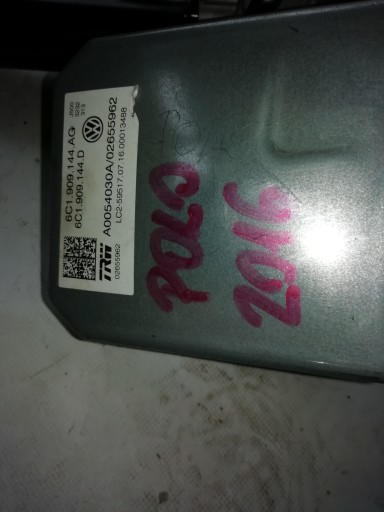 6C1.909.144.AG
6C1.909.144.D
A0054030A/02655962
LC2-59517.07.16.00013488
TRW
02655962
POLO
2016